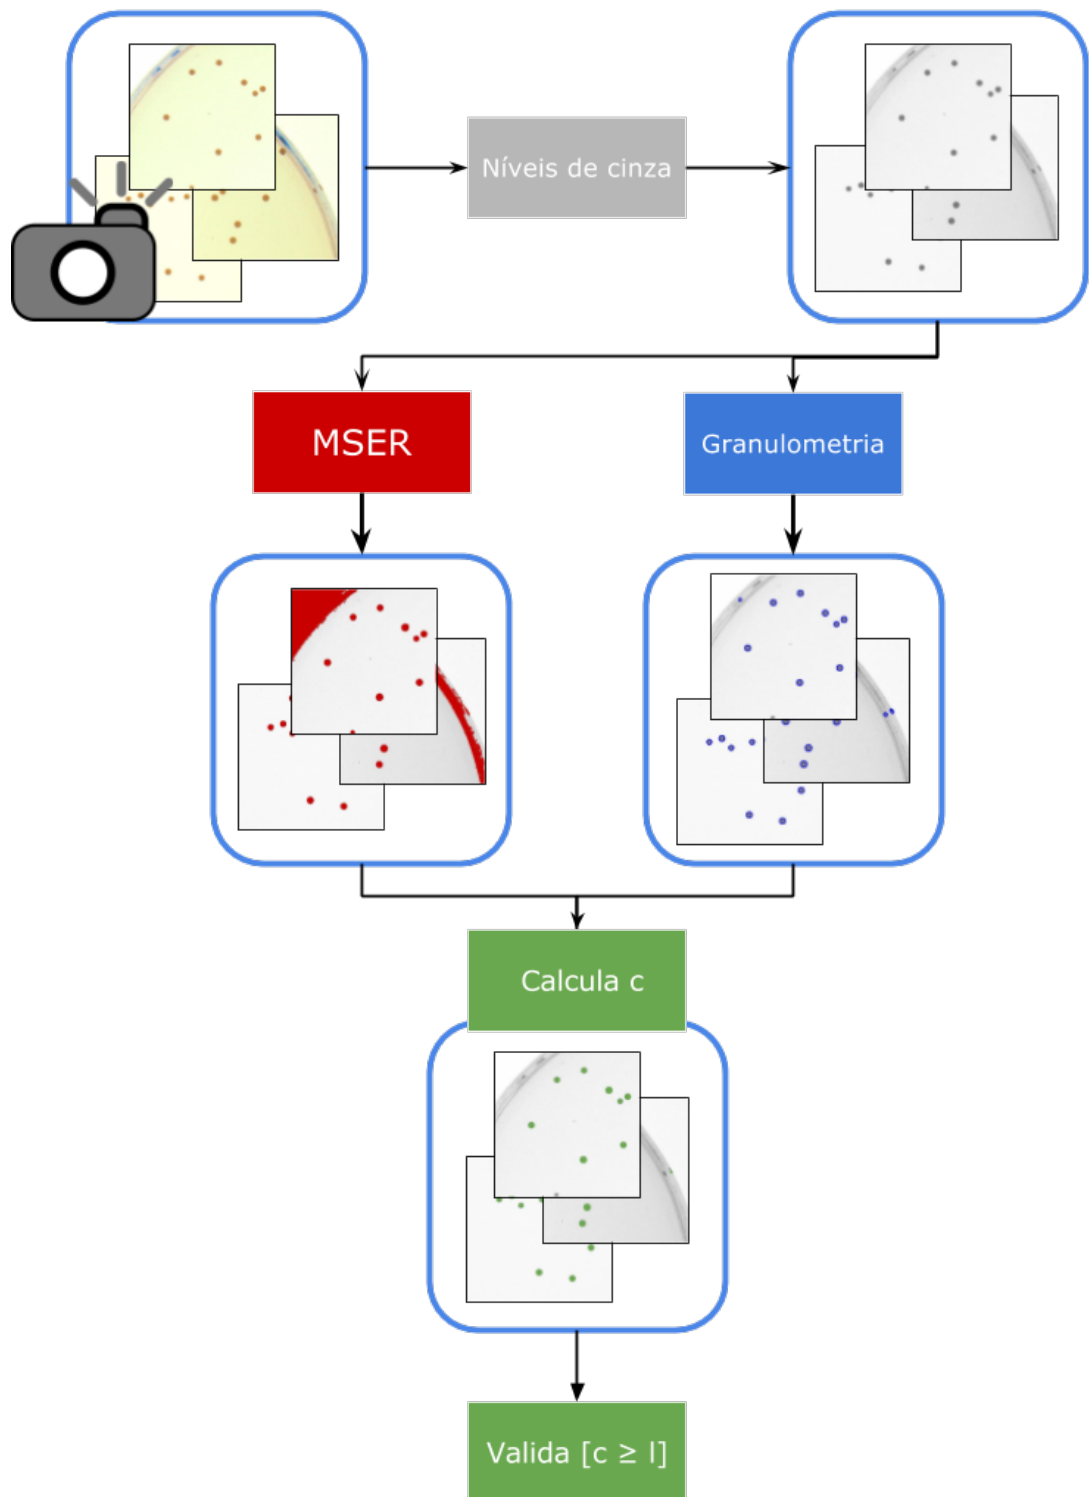 Níveis de cinza
MSER
Granulometria
Calcula c
Valida [c ≥ l]